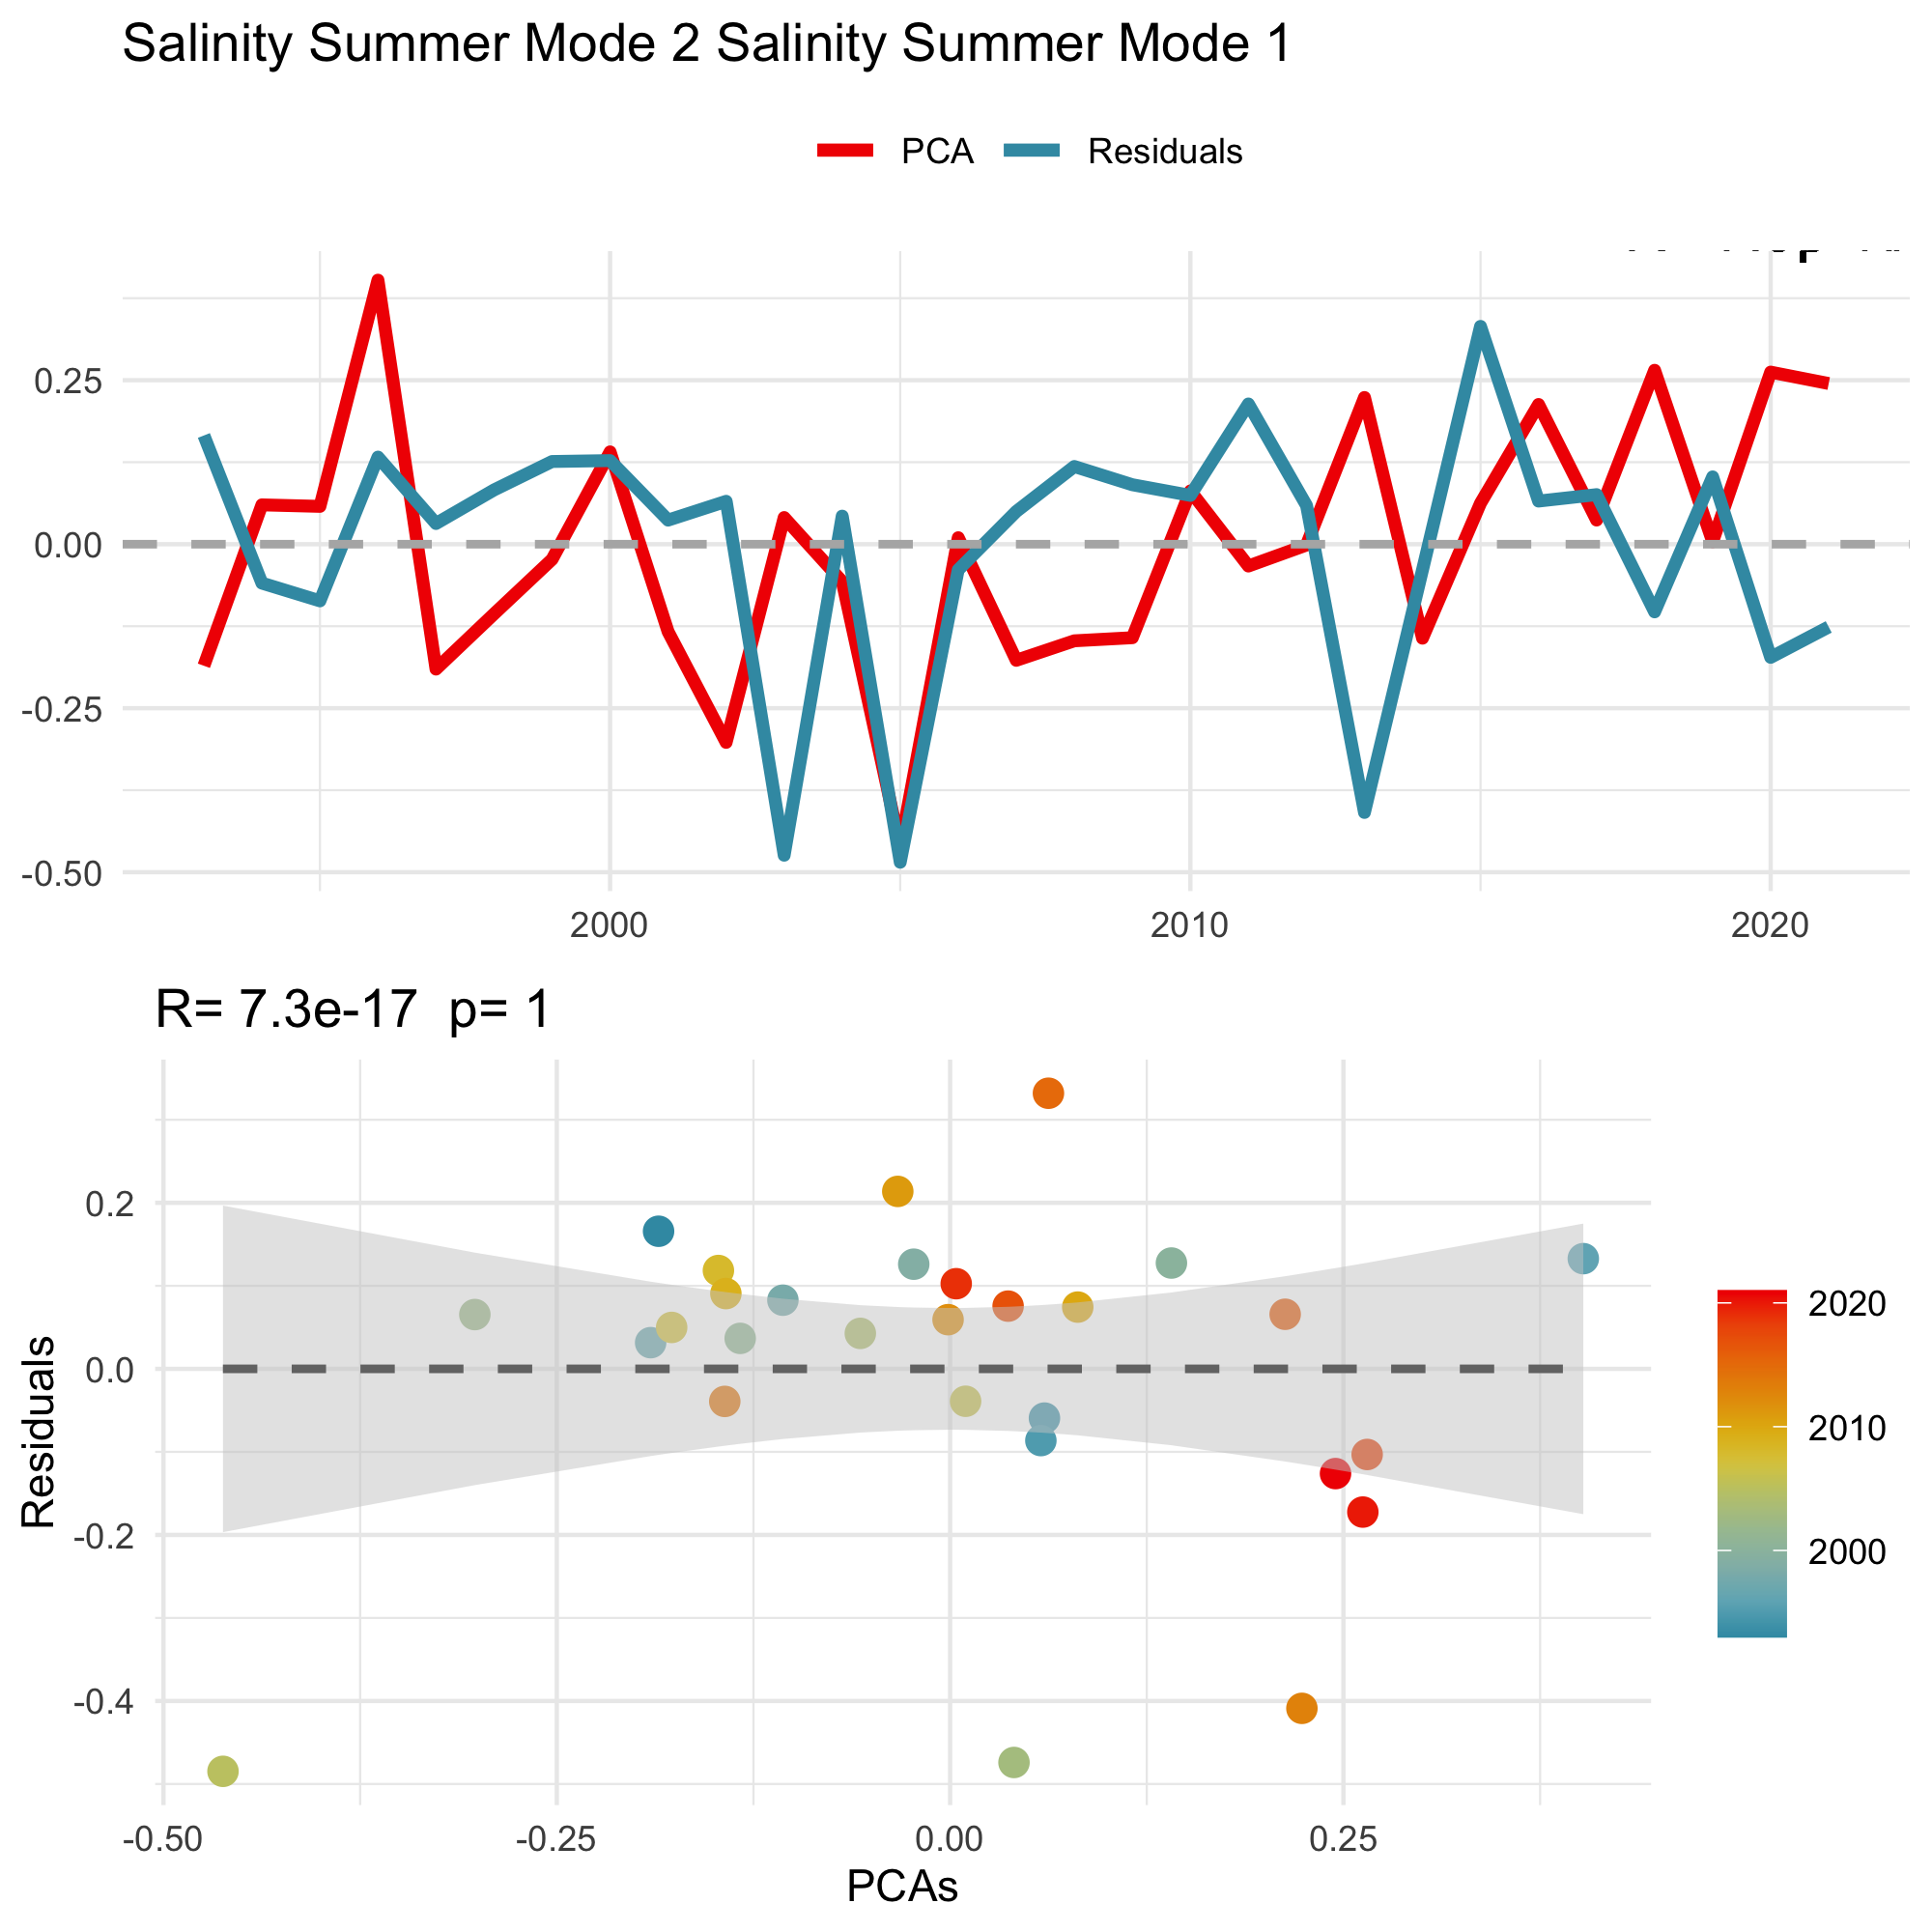 Salinity Summer Mode 2 Salinity Summer Mode 1
PCA Residuals
0.25
0.00
-0.25
-0.50
2000 2010 2020
R= 7.3e-17 p= 1
Residuals
0.2
0.0
-0.2
-0.4
-0.50 -0.25 0.00 0.25
PCAs
2020
2010
2000